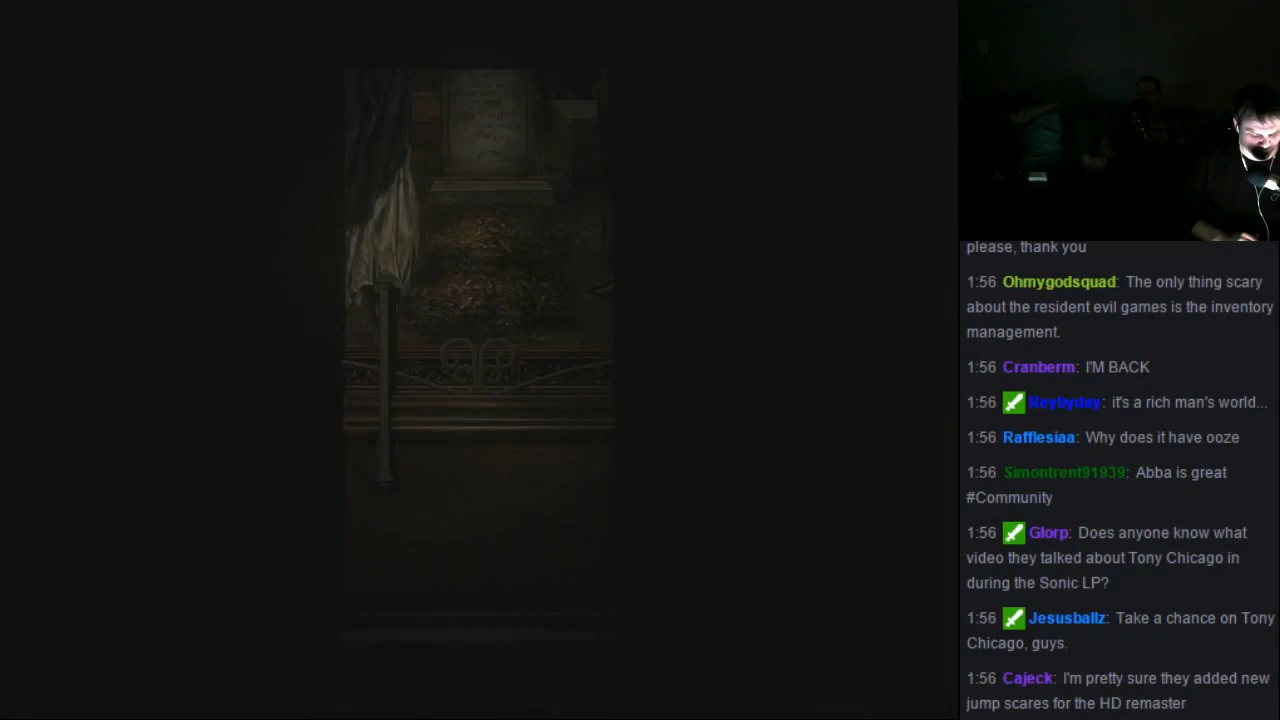 please, thank you
1:56 Ohmygodsquad: The only thing scary
about the resident evil games is the inventory
management.
1:56 Cranberm: I'M BACK
1:56 Reybyday: it's a rich man's world...
1:56 Rafflesiaa: Why does it have ooze
1:56 Simontrent91939: Abba is great
#Community
1:56 Glorp: Does anyone know what
video they talked about Tony Chicago in
during the Sonic LP?
1:56 Jesusballz: Take a chance on Tony
Chicago, guys.
1:56 Cajeck: I'm pretty sure they added new
jump scares for the HD remaster